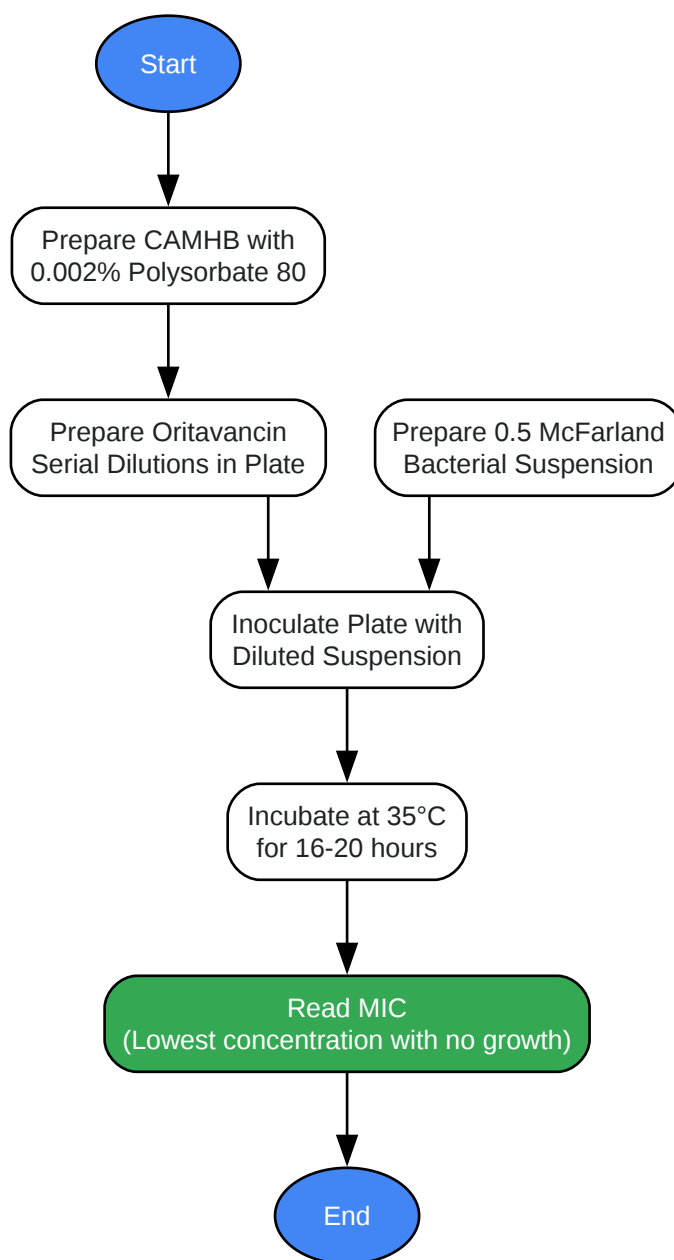 Start
Prepare CAMHB with
0.002% Polysorbate 80
Prepare Oritavancin
Serial Dilutions in Plate
Prepare 0.5 McFarland
Bacterial Suspension
Inoculate Plate with
Diluted Suspension
Incubate at 35°C
for 16-20 hours
Read MIC
(Lowest concentration with no growth)
End